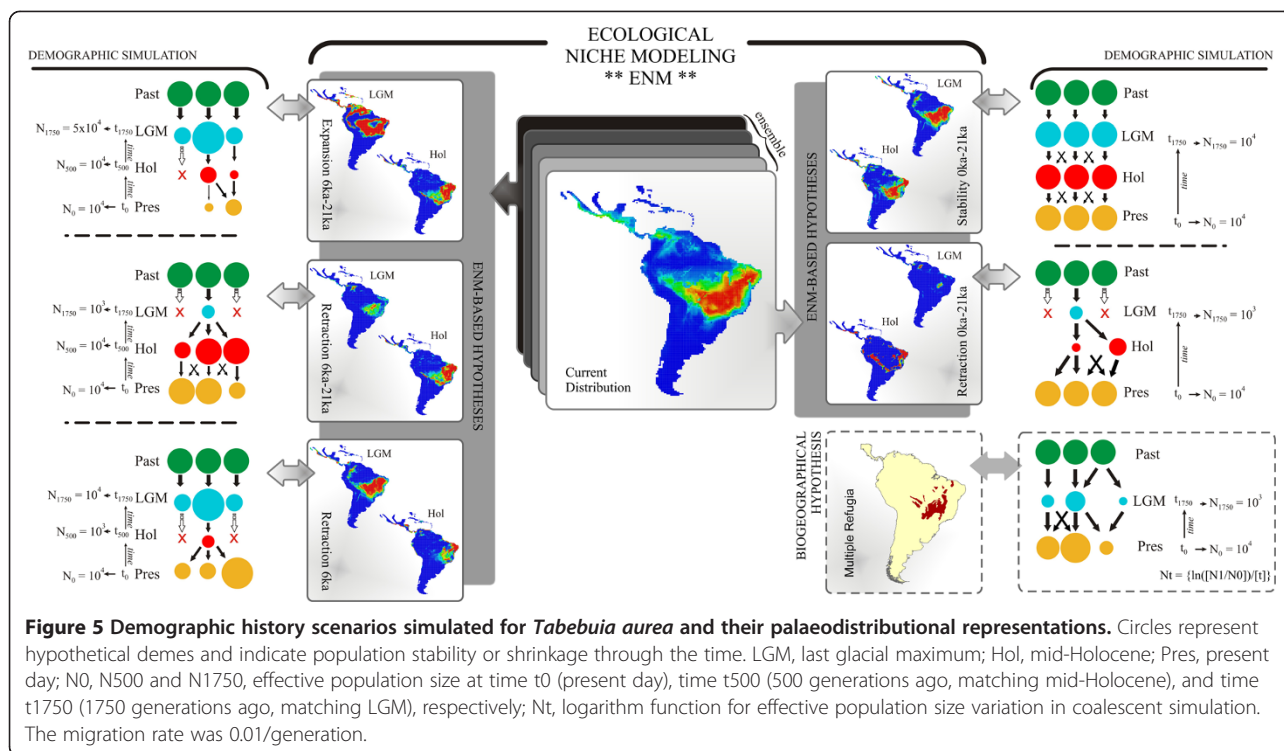 ECOLOGICAL
NICHE MODELING
** ENM **
DEMOGRAPHIC SIMULATION
Past
N1750 = 5x10^4 t1750 LGM
time
N500 = 10^4 t500 Hol
X
time
N0 = 10^4 t0 Pres
Past
N1750 = 10^3 t1750 LGM
X X
time
N500 = 10^4 t500 Hol
time
N0 = 10^4 t0 Pres
Past
N1750 = 10^4 t1750 LGM
time
N500 = 10^3 t500 Hol
X X
time
N0 = 10^4 t0 Pres
Expansion 6ka-21ka
LGM
Hol
Retraction 6ka-21ka
LGM
Hol
Retraction 6ka
LGM
Hol
ENM-BASED HYPOTHESES
ensemble
Current
Distribution
ENM-BASED HYPOTHESES
LGM
Hol
Stability 0ka-21ka
LGM
Hol
Retraction 0ka-21ka
BIOGEOGRAPHICAL
HYPOTHESIS
Multiple Refugia
DEMOGRAPHIC SIMULATION
Past
LGM t1750 N1750 = 10^4
Hol
time
Pres t0 N0 = 10^4
Past
X X
LGM t1750 N1750 = 10^3
Hol
time
Pres t0 N0 = 10^4
Past
LGM t1750 N1750 = 10^3
time
Pres t0 N0 = 10^4
Nt = {ln([N1/N0])/[t]}
Figure 5 Demographic history scenarios simulated for Tabebuia aurea and their palaeodistributional representations. Circles represent
hypothetical demes and indicate population stability or shrinkage through the time. LGM, last glacial maximum; Hol, mid-Holocene; Pres, present
day; N0, N500 and N1750, effective population size at time t0 (present day), time t500 (500 generations ago, matching mid-Holocene), and time
t1750 (1750 generations ago, matching LGM), respectively; Nt, logarithm function for effective population size variation in coalescent simulation.
The migration rate was 0.01/generation.